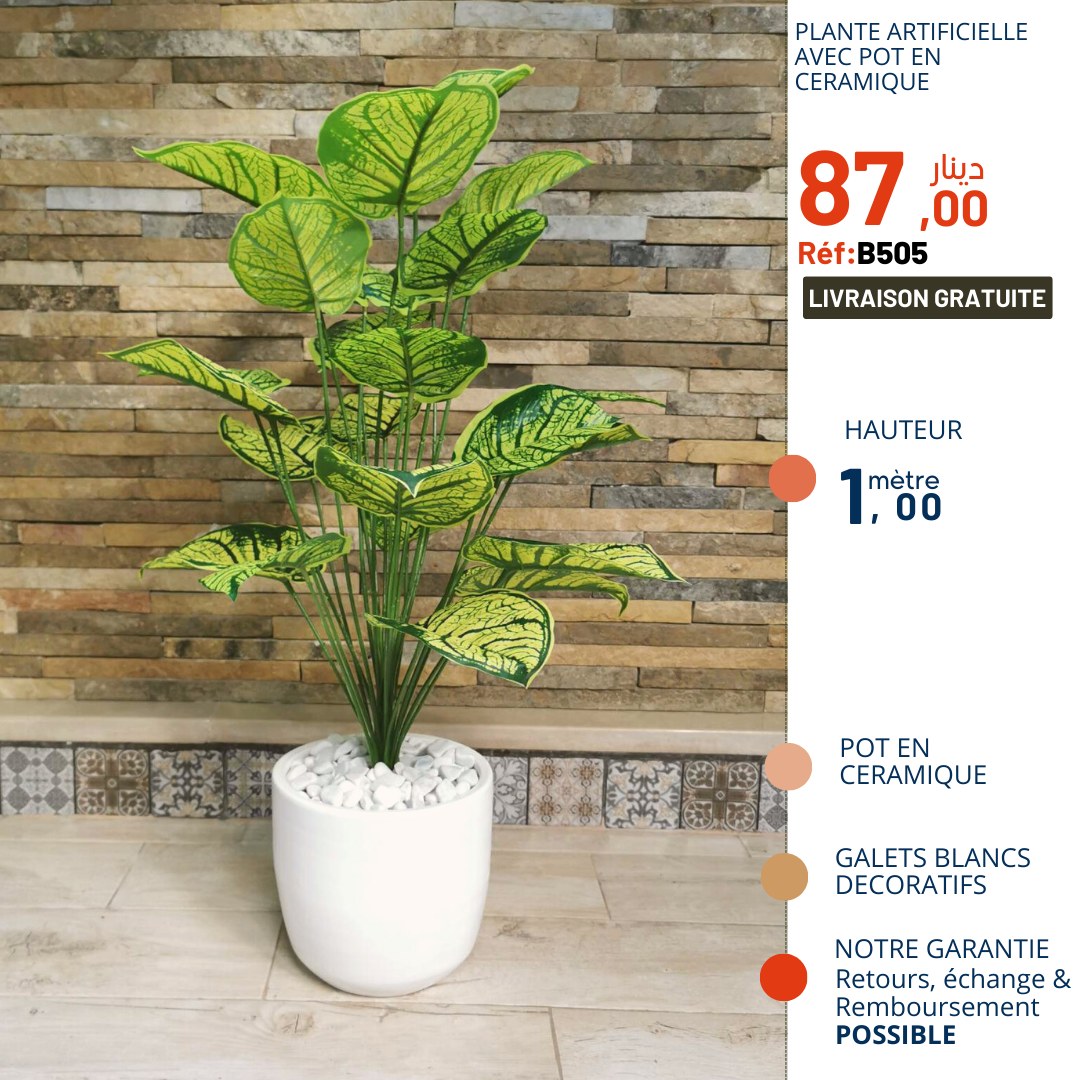 PLANTE ARTIFICIELLE
AVEC POT EN
CERAMIQUE
87,00 دينار
Réf:B505
LIVRAISON GRATUITE
HAUTEUR
1,00 mètre
POT EN
CERAMIQUE
GALETS BLANCS
DECORATIFS
NOTRE GARANTIE
Retours, échange &
Remboursement
POSSIBLE